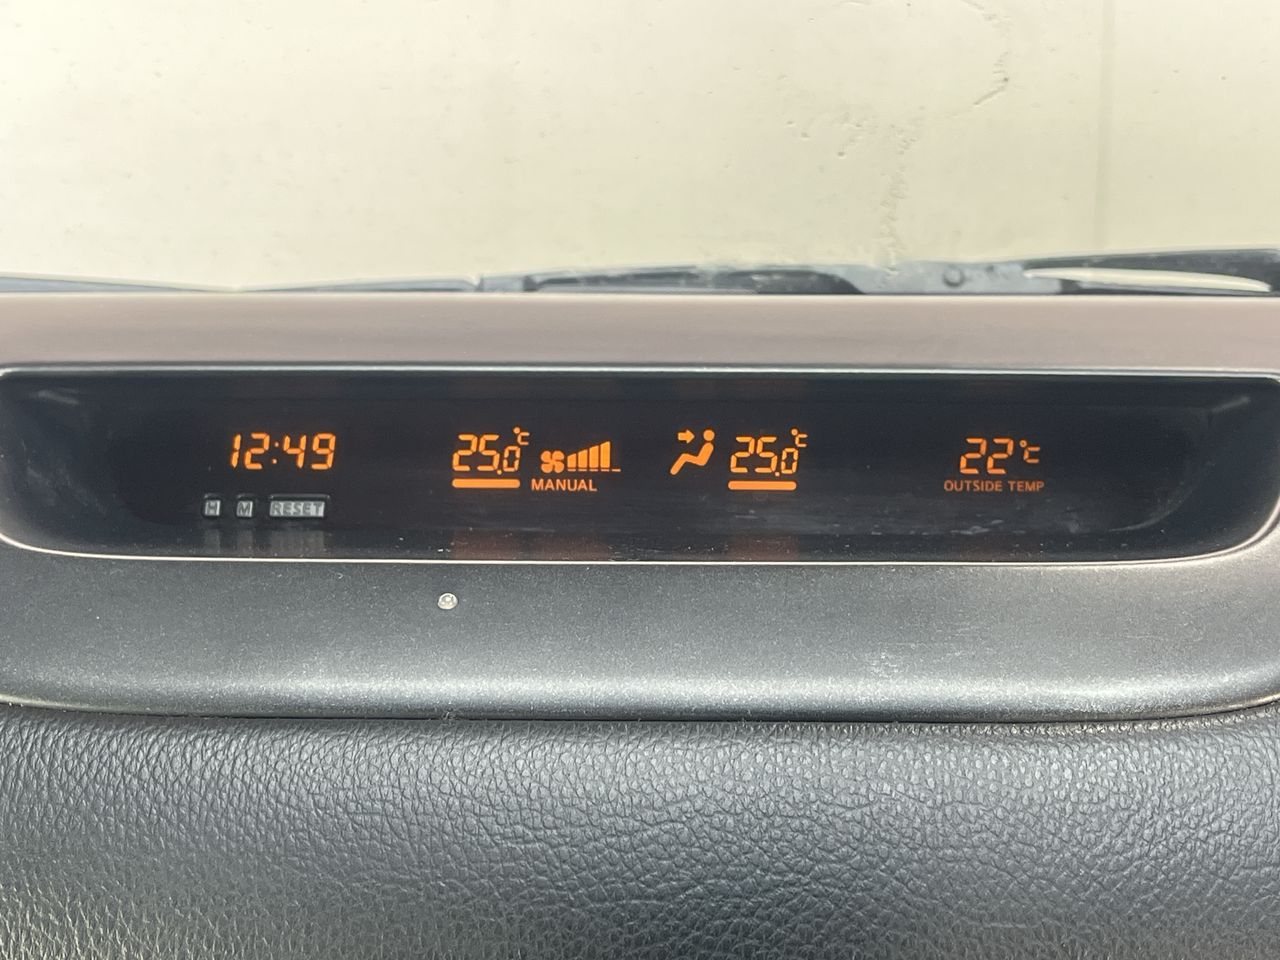 12:49
25.0°C
25.0°C
22°C
MANUAL
OUTSIDE TEMP
H M RESET